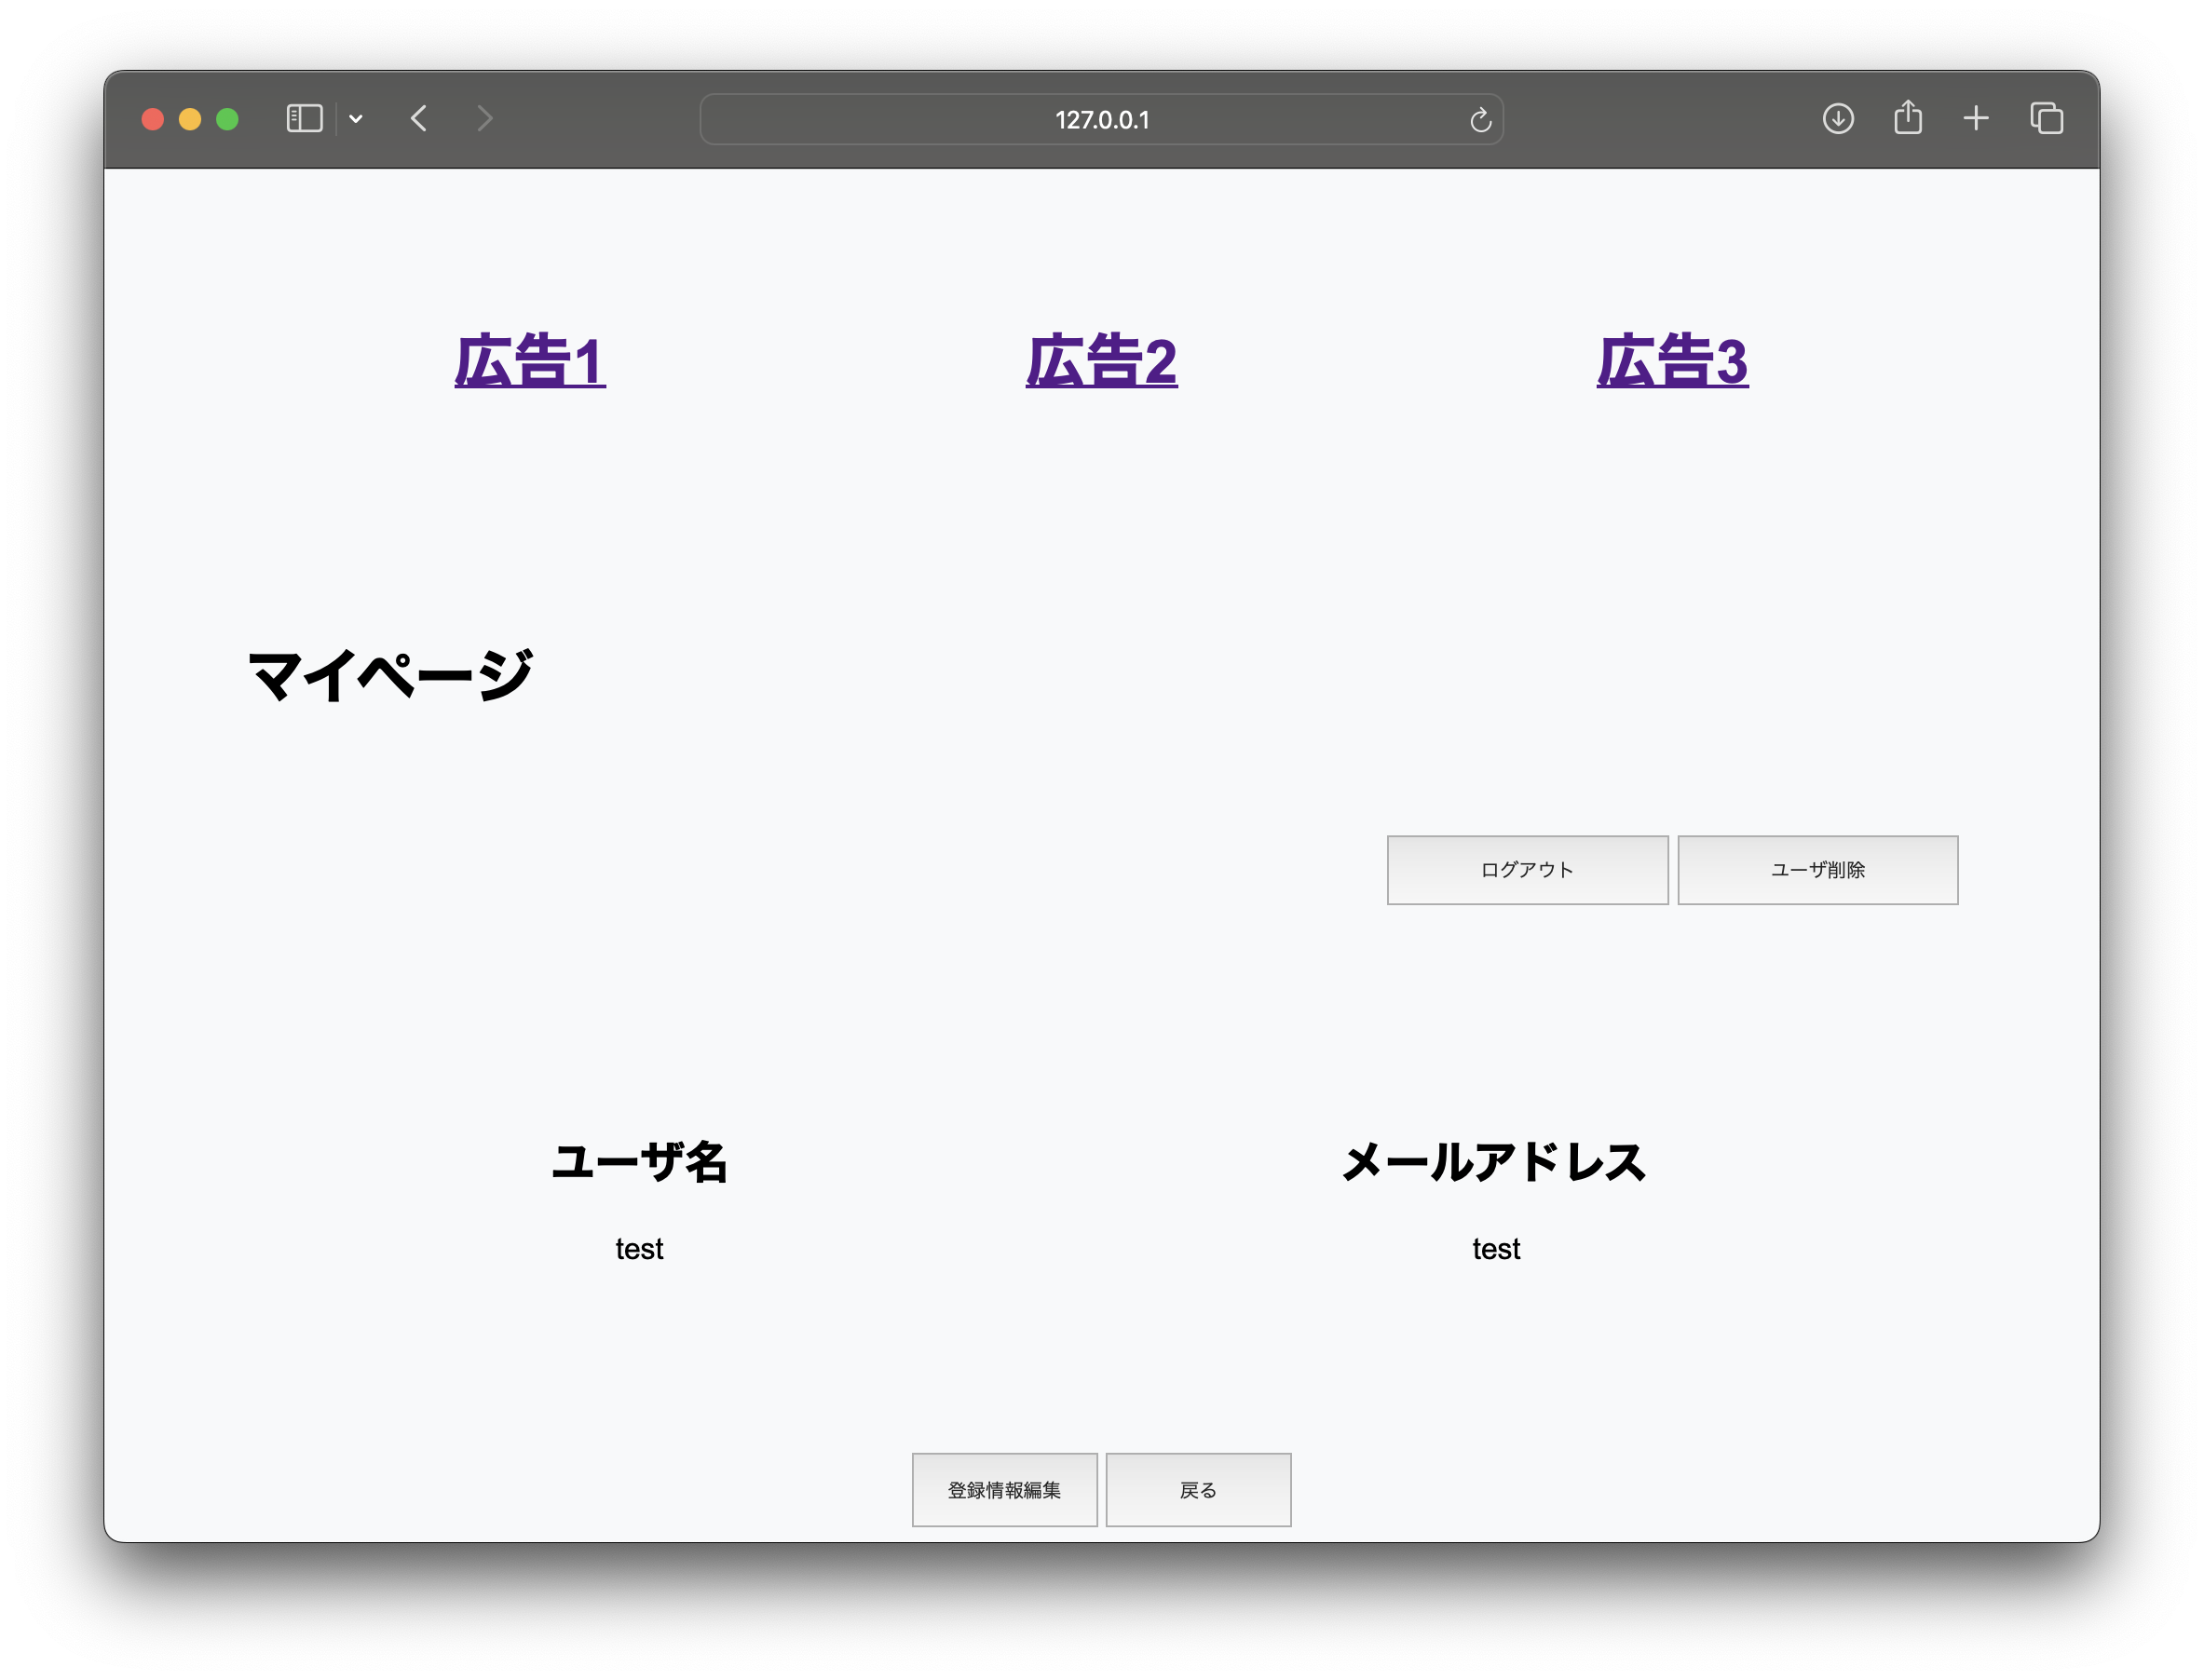 127.0.0.1
広告1 広告2 広告3
マイページ
ログアウト ユーザ削除
ユーザ名 メールアドレス
test test
登録情報編集 戻る